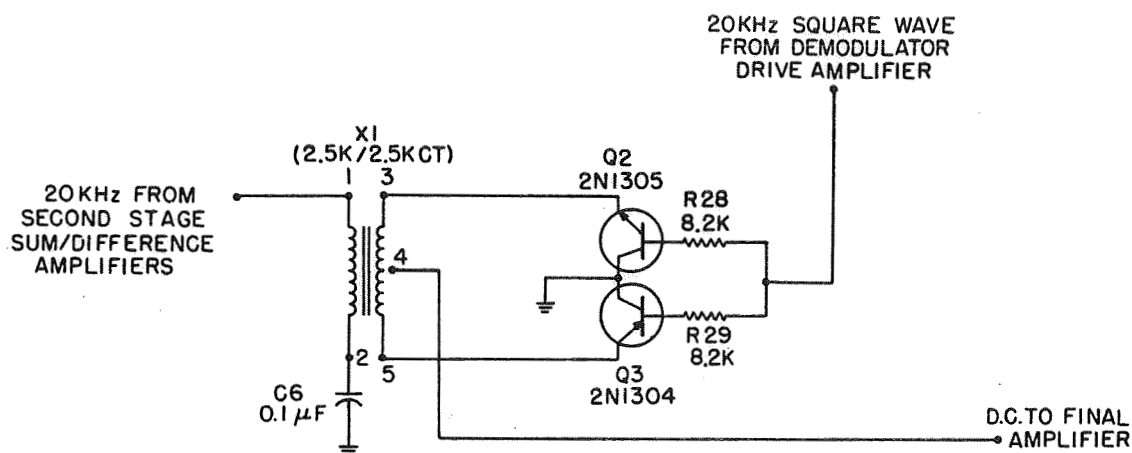 20KHz SQUARE WAVE
FROM DEMODULATOR
DRIVE AMPLIFIER
X1
(2.5K/2.5KCT)
1
3
20KHz FROM
SECOND STAGE
SUM/DIFFERENCE
AMPLIFIERS
4
2
5
C6
0.1 µF
Q2
2N1305
R28
8.2K
R29
8.2K
Q3
2N1304
D.C. TO FINAL
AMPLIFIER